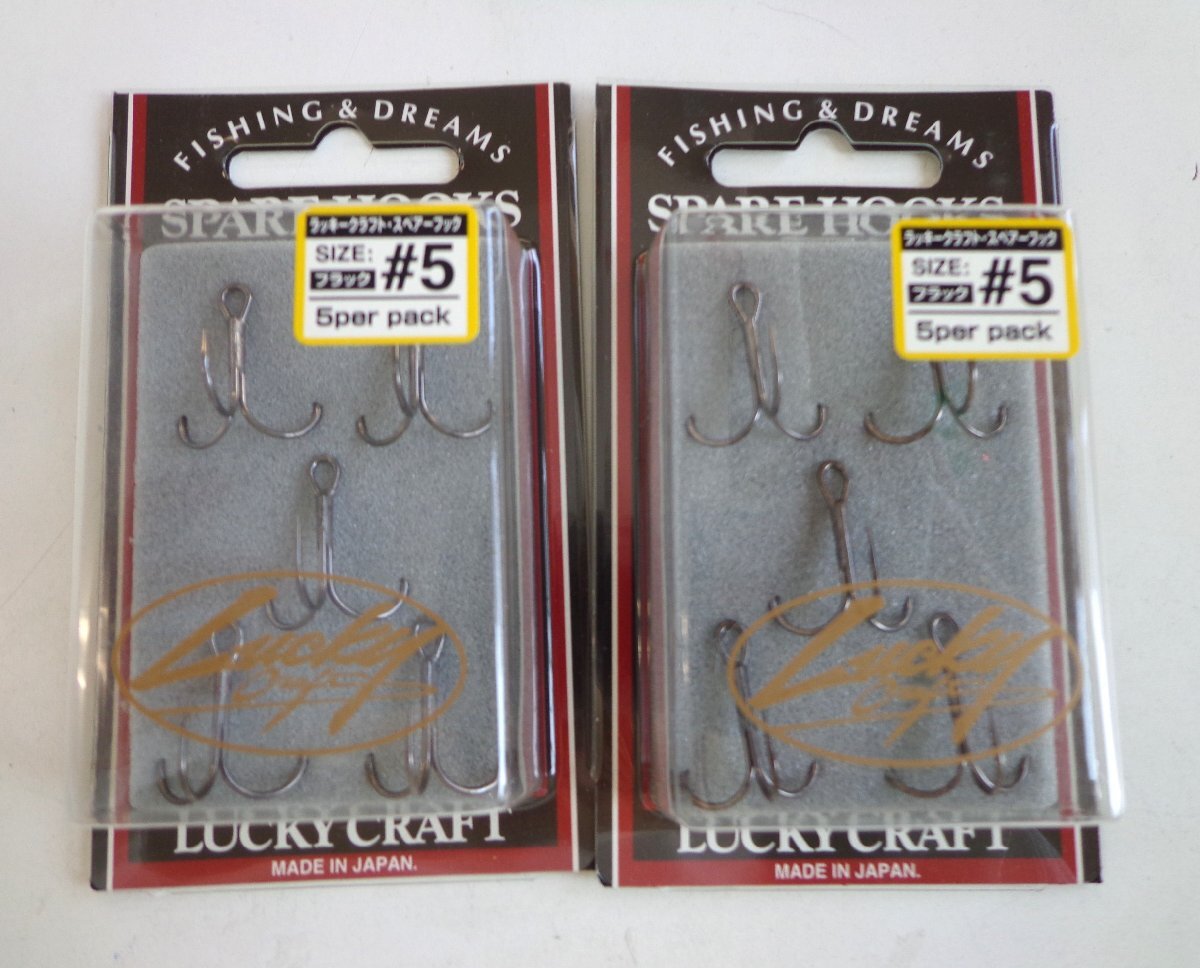 FISHING & DREAMS
SPARE HOOKS
ラッキークラフト・スペアーフック
SIZE:
ブラック
#5
5per pack
Lucky
Craft
LUCKY CRAFT
MADE IN JAPAN.
FISHING & DREAMS
SPARE HOOKS
ラッキークラフト・スペアーフック
SIZE:
ブラック
#5
5per pack
Lucky
Craft
LUCKY CRAFT
MADE IN JAPAN.